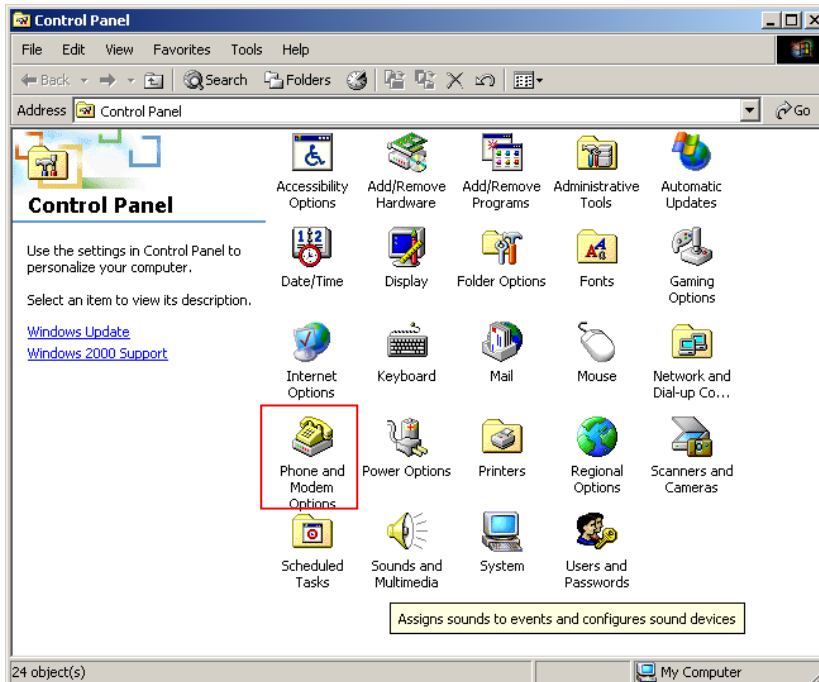 Control Panel
File Edit View Favorites Tools Help
Back Search Folders
Address Control Panel Go
Control Panel
Use the settings in Control Panel to
personalize your computer.
Select an item to view its description.
Windows Update
Windows 2000 Support
Accessibility
Options
Add/Remove
Hardware
Add/Remove
Programs
Administrative
Tools
Automatic
Updates
Date/Time
Display
Folder Options
Fonts
Gaming
Options
Internet
Options
Keyboard
Mail
Mouse
Network and
Dial-up Co...
Phone and
Modem
Options
Power Options
Printers
Regional
Options
Scanners and
Cameras
Scheduled
Tasks
Sounds and
Multimedia
System
Users and
Passwords
Assigns sounds to events and configures sound devices
24 object(s) My Computer